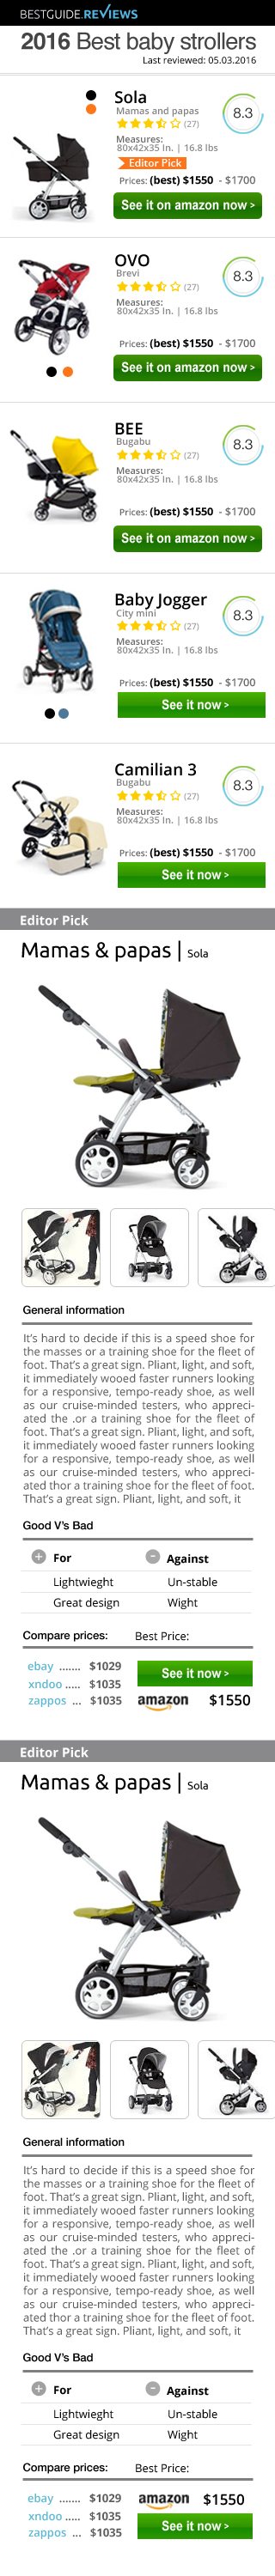 BESTGUIDE.REVIEWS
2016 Best baby strollers
Last reviewed: 05.03.2016
Sola
Mamas and papas
(27)
8.3
Measures:
80x42x35 In. | 16.8 lbs
Editor Pick
Prices: (best) $1550 - $1700
See it on amazon now >
OVO
Brevi
(27)
8.3
Measures:
80x42x35 In. | 16.8 lbs
Prices: (best) $1550 - $1700
See it on amazon now >
BEE
Bugabu
(27)
8.3
Measures:
80x42x35 In. | 16.8 lbs
Prices: (best) $1550 - $1700
See it on amazon now >
Baby Jogger
City mini
(27)
8.3
Measures:
80x42x35 In. | 16.8 lbs
Prices: (best) $1550 - $1700
See it now >
Camilian 3
Bugabu
(27)
8.3
Measures:
80x42x35 In. | 16.8 lbs
Prices: (best) $1550 - $1700
See it now >
Editor Pick
Mamas & papas | Sola
General information
It's hard to decide if this is a speed shoe for
the masses or a training shoe for the fleet of
foot. That's a great sign. Pliant, light, and soft,
it immediately wooed faster runners looking
for a responsive, tempo-ready shoe, as well
as our cruise-minded testers, who appreci-
ated the .or a training shoe for the fleet of
foot. That's a great sign. Pliant, light, and soft,
it immediately wooed faster runners looking
for a responsive, tempo-ready shoe, as well
as our cruise-minded testers, who appreci-
ated thor a training shoe for the fleet of foot.
That's a great sign. Pliant, light, and soft, it
Good V's Bad
+ For - Against
Lightwieght Un-stable
Great design Wight
Compare prices: Best Price:
ebay ....... $1029 See it now >
xndoo ..... $1035
zappos ... $1035 amazon $1550
Editor Pick
Mamas & papas | Sola
General information
It's hard to decide if this is a speed shoe for
the masses or a training shoe for the fleet of
foot. That's a great sign. Pliant, light, and soft,
it immediately wooed faster runners looking
for a responsive, tempo-ready shoe, as well
as our cruise-minded testers, who appreci-
ated the .or a training shoe for the fleet of
foot. That's a great sign. Pliant, light, and soft,
it immediately wooed faster runners looking
for a responsive, tempo-ready shoe, as well
as our cruise-minded testers, who appreci-
ated thor a training shoe for the fleet of foot.
That's a great sign. Pliant, light, and soft, it
Good V's Bad
+ For - Against
Lightwieght Un-stable
Great design Wight
Compare prices: Best Price:
ebay ....... $1029 amazon $1550
xndoo ..... $1035
zappos ... $1035 See it now >